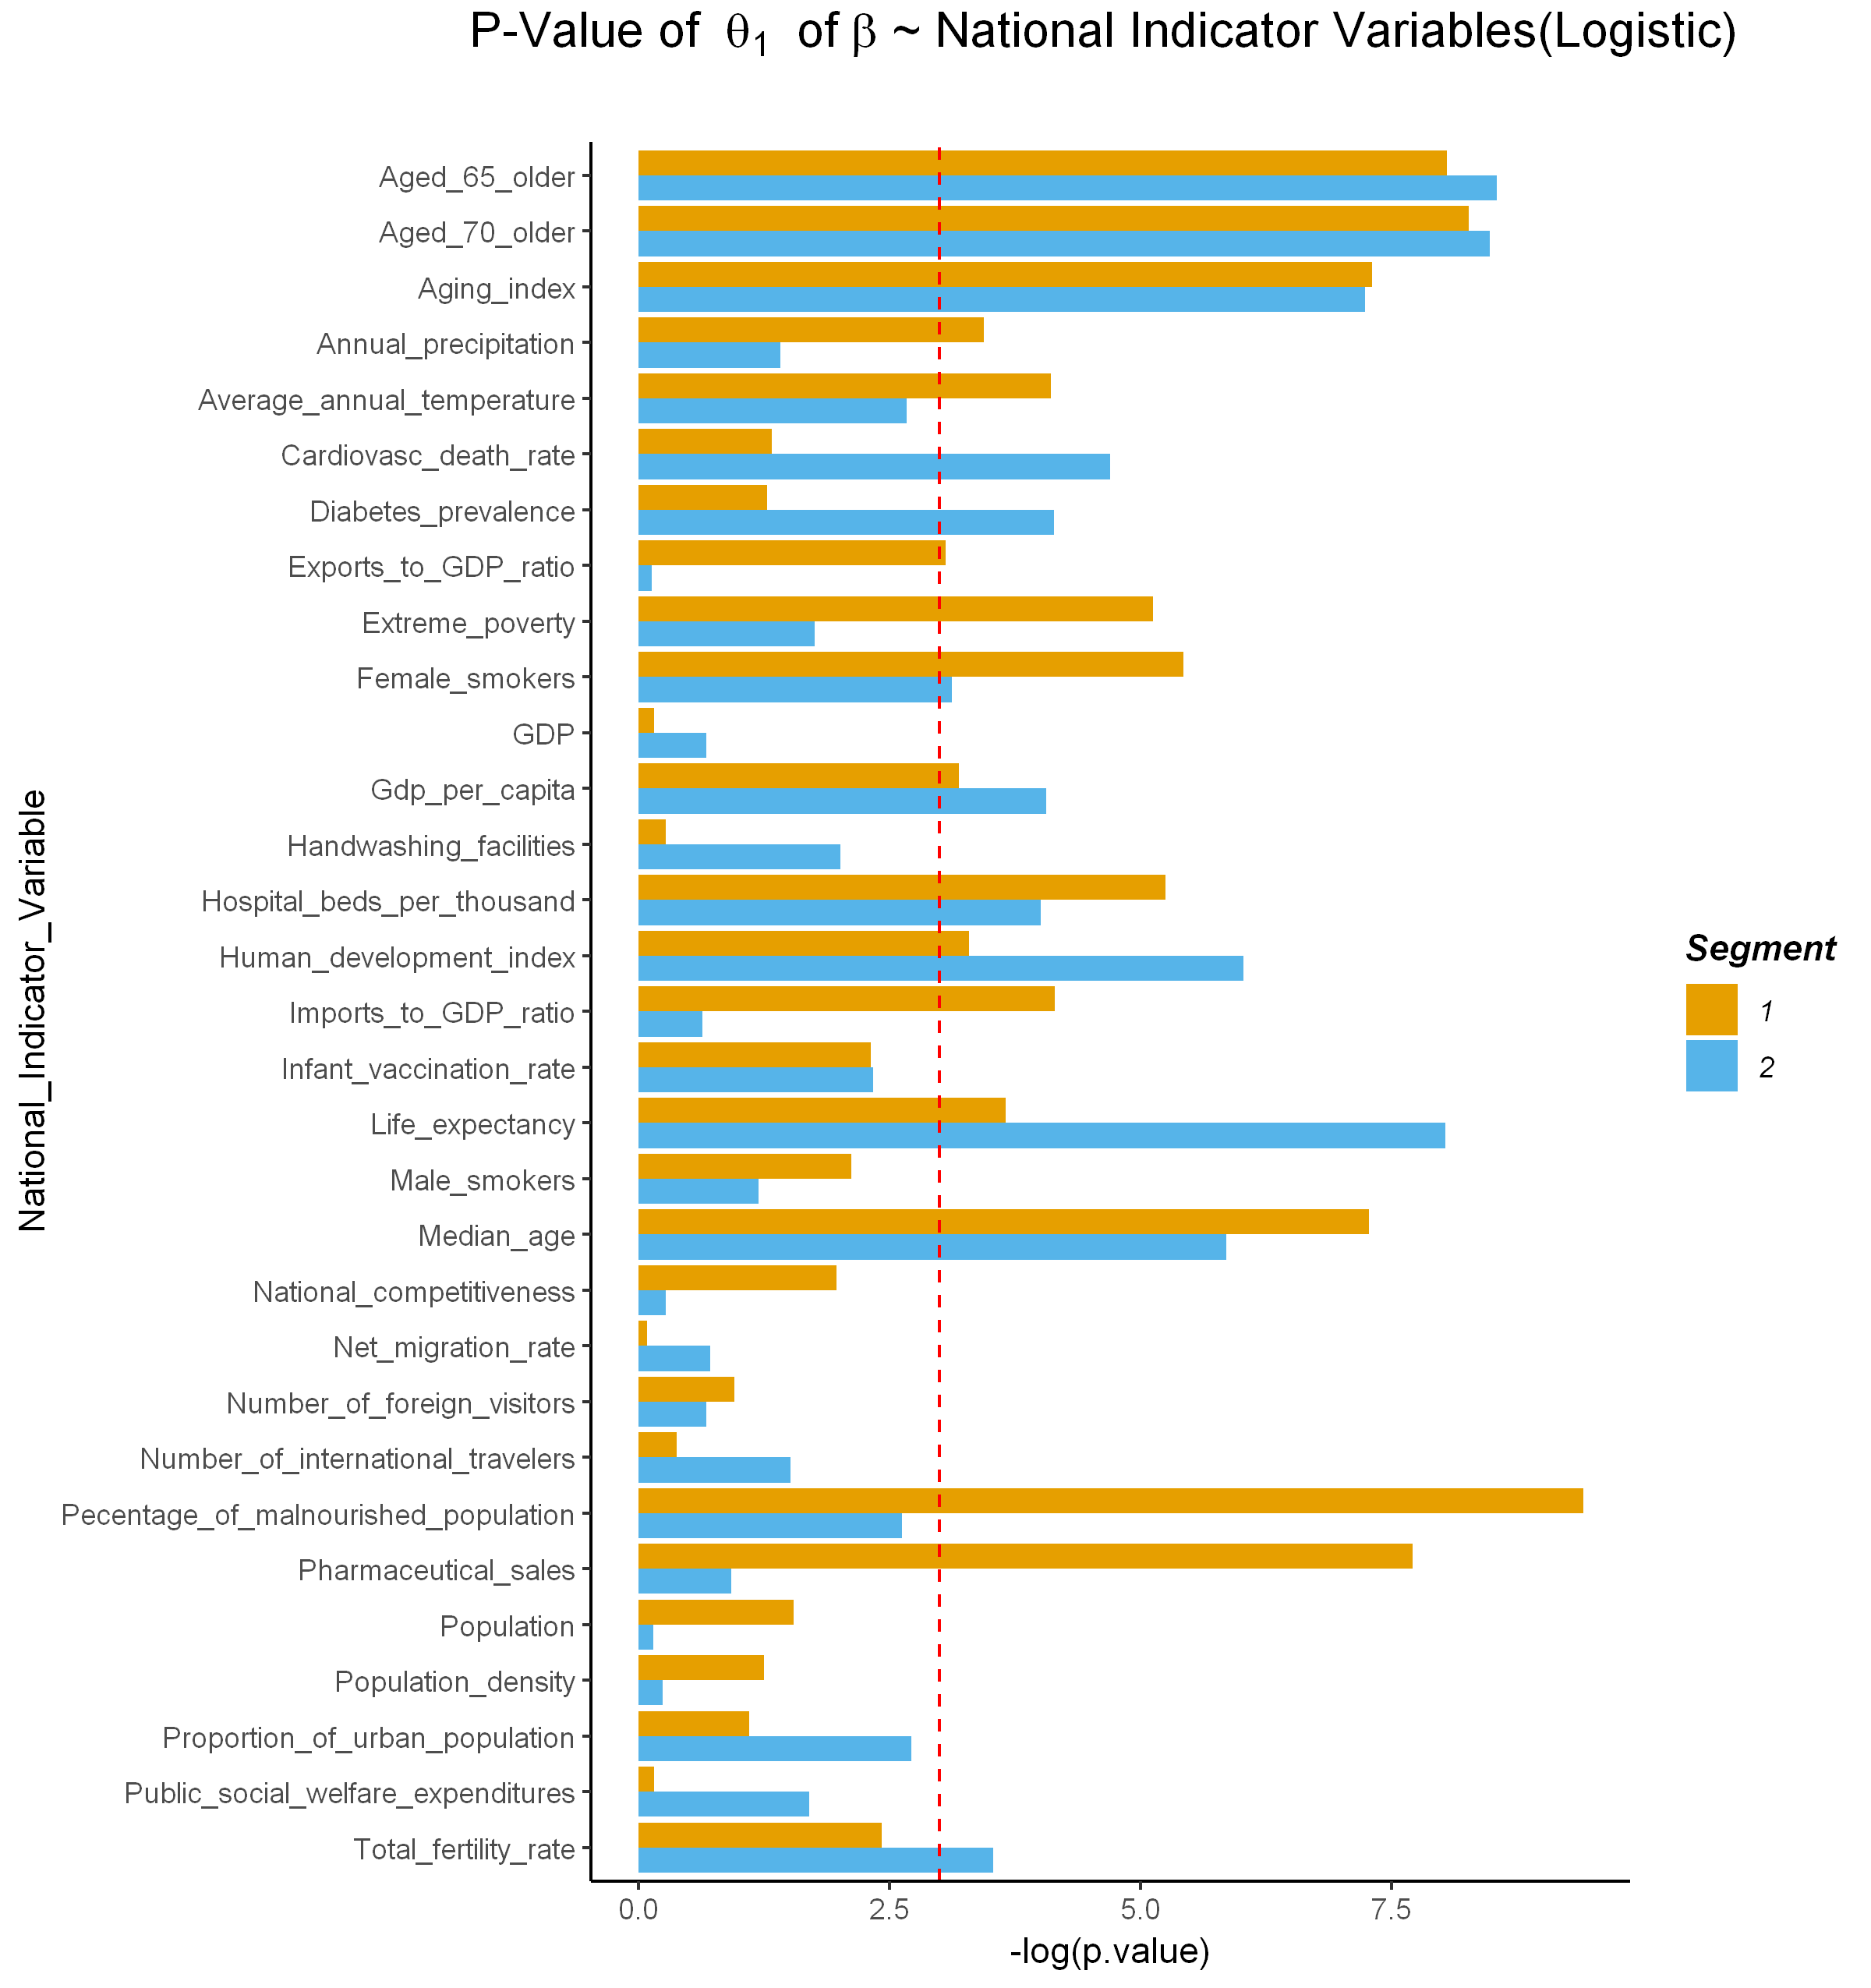 P-Value of θ1 of β ~ National Indicator Variables(Logistic)
National_Indicator_Variable
Aged_65_older
Aged_70_older
Aging_index
Annual_precipitation
Average_annual_temperature
Cardiovasc_death_rate
Diabetes_prevalence
Exports_to_GDP_ratio
Extreme_poverty
Female_smokers
GDP
Gdp_per_capita
Handwashing_facilities
Hospital_beds_per_thousand
Human_development_index
Imports_to_GDP_ratio
Infant_vaccination_rate
Life_expectancy
Male_smokers
Median_age
National_competitiveness
Net_migration_rate
Number_of_foreign_visitors
Number_of_international_travelers
Pecentage_of_malnourished_population
Pharmaceutical_sales
Population
Population_density
Proportion_of_urban_population
Public_social_welfare_expenditures
Total_fertility_rate
0.0 2.5 5.0 7.5
-log(p.value)
Segment
1
2